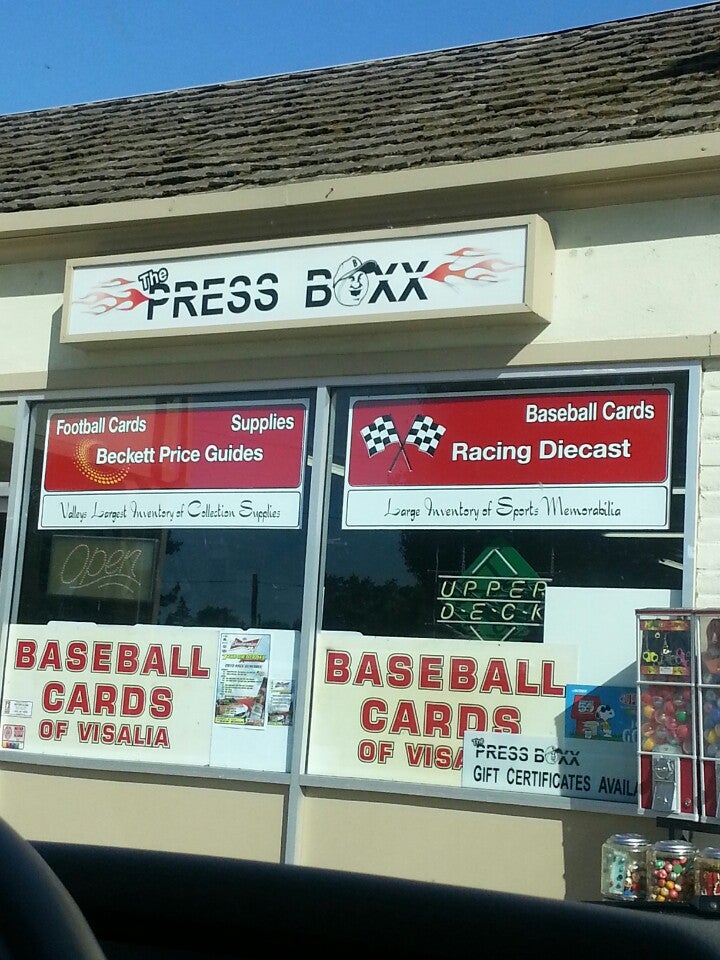 The
PRESS BOXX
Football Cards Supplies
Beckett Price Guides
Valleys Largest Inventory of Collection Supplies
Baseball Cards
Racing Diecast
Large Inventory of Sports Memorabilia
Open
UPPER
DECK
BASEBALL
CARDS
OF VISALIA
BASEBALL
CARDS
OF VISA
The
PRESS BOXX
GIFT CERTIFICATES AVAILA